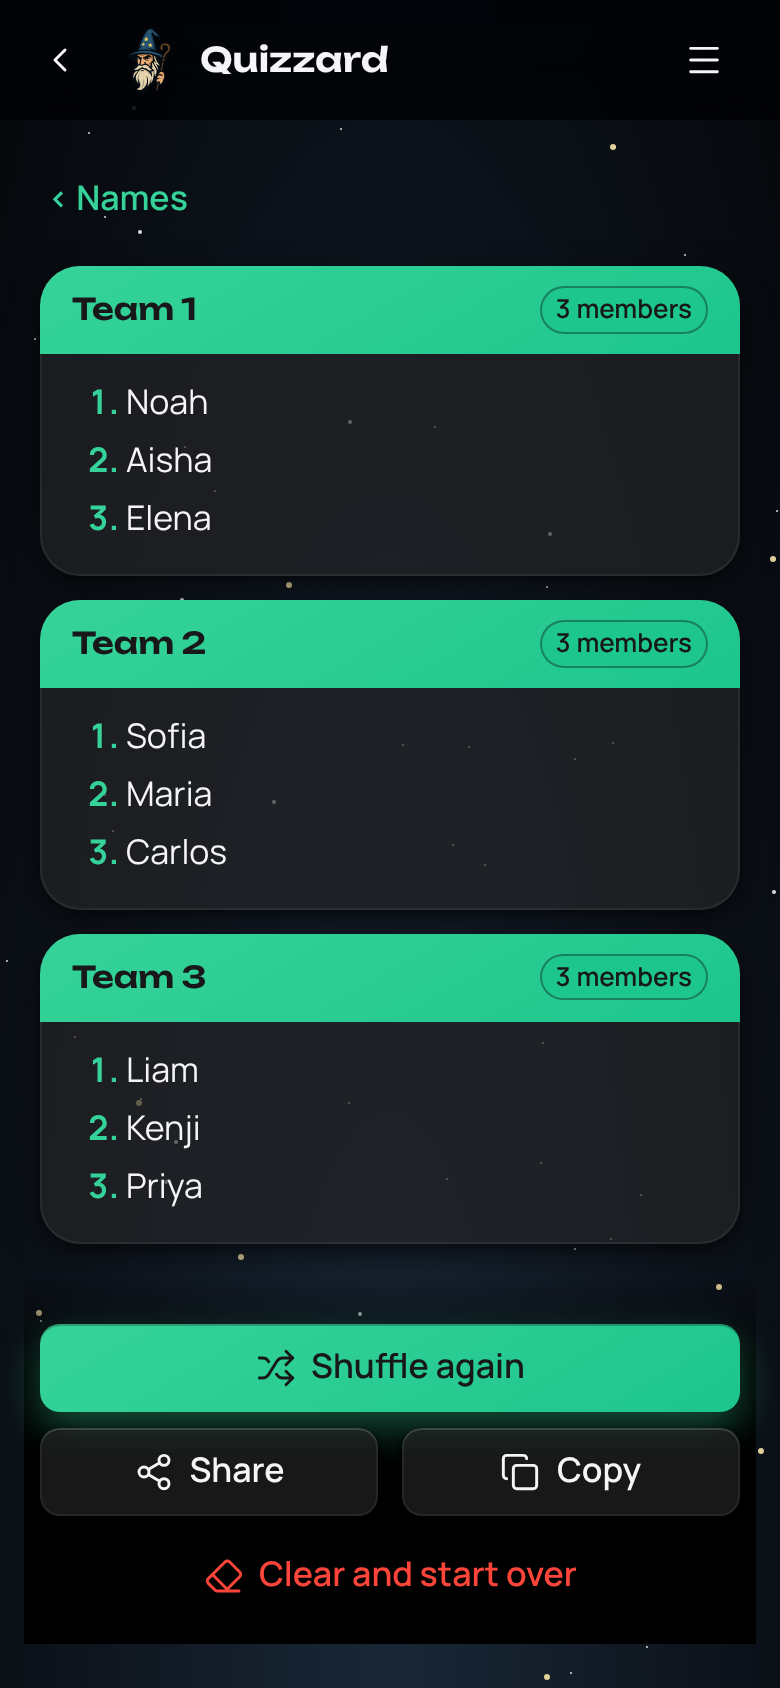 Quizzard
Names
Team 1 3 members
1. Noah
2. Aisha
3. Elena
Team 2 3 members
1. Sofia
2. Maria
3. Carlos
Team 3 3 members
1. Liam
2. Kenji
3. Priya
Shuffle again
Share Copy
Clear and start over